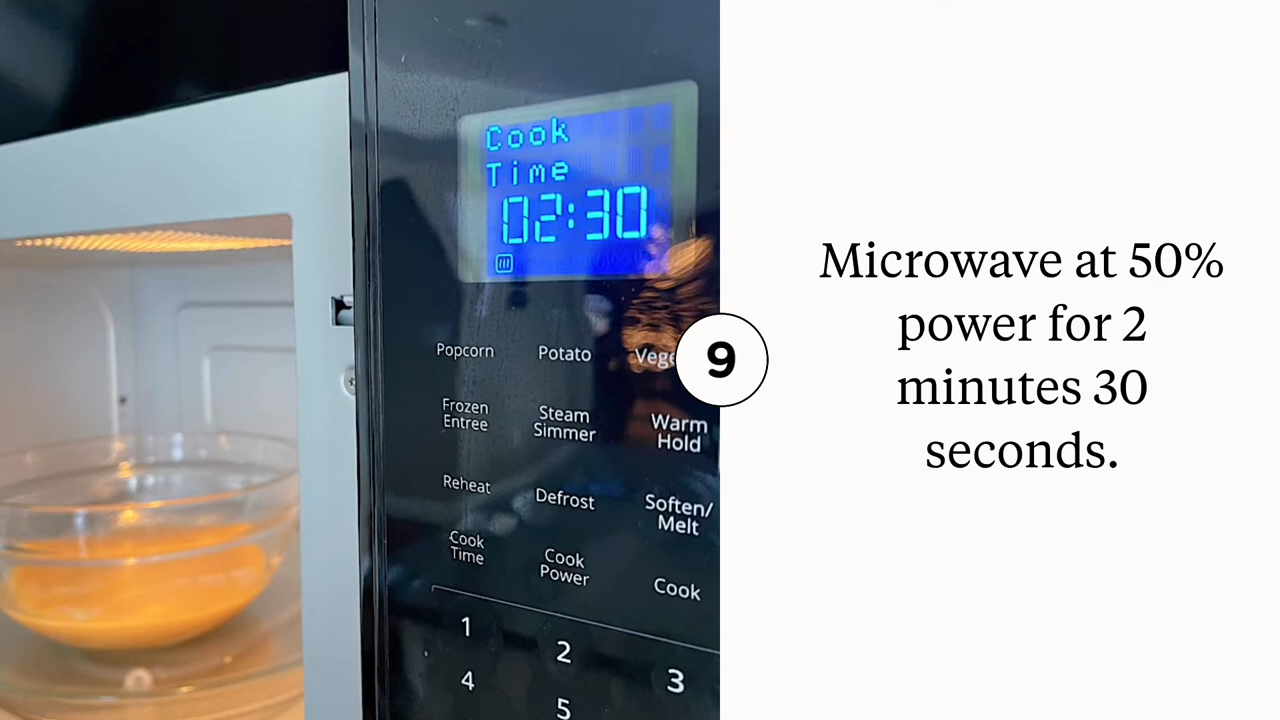 Cook
Time
02:30
Popcorn Potato
Frozen
Entree
Steam
Simmer
Warm
Hold
Reheat
Defrost
Soften/
Melt
Cook
Time
Cook
Power
Cook
1 2 3
4 5
9
Microwave at 50%
power for 2
minutes 30
seconds.